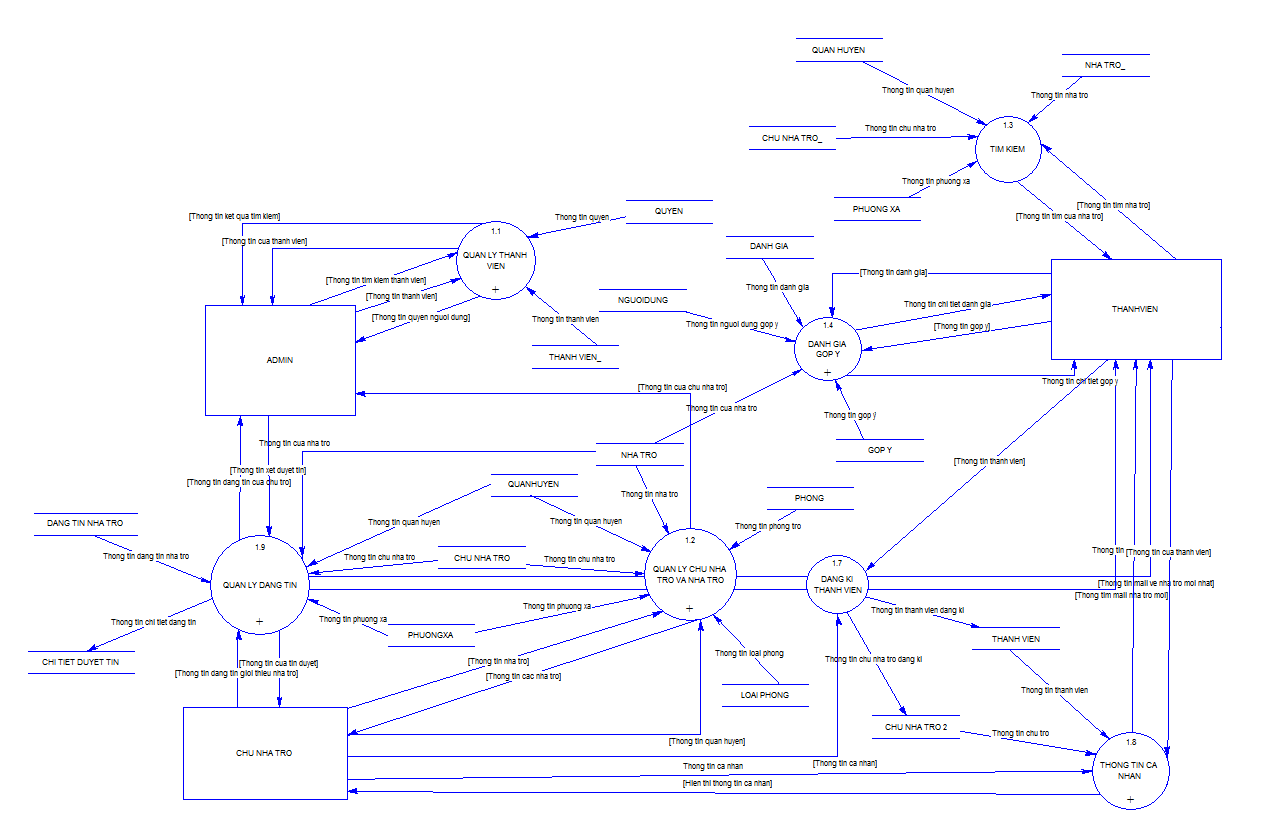 QUAN HUYEN
NHA TRO_
Thong tin quan huyen
Thong tin nha tro
1.3
Thong tin chu nha tro
CHU NHA TRO_
TIM KIEM
Thong tin phuong xa
PHUONG XA
[Thong tin tim nha tro]
[Thong tin tim cua nha tro]
[Thong tin ket qua tim kiem]
Thong tin quyen
QUYEN
1.1
[Thong tin cua thanh vien]
QUAN LY THANH
VIEN
+
DANH GIA
[Thong tin danh gia]
[Thong tin tim kiem thanh vien]
[Thong tin thanh vien]
[Thong tin quyen nguoi dung]
NGUOIDUNG
Thong tin danh gia
Thong tin chi tiet danh gia
THANHVIEN
Thong tin thanh vien
Thong tin nguoi dung gop y
1.4
DANH GIA
GOP Y
+
[Thong tin gop y]
ADMIN
THANH VIEN_
[Thong tin cua chu nha tro]
Thong tin chi tiet gop y
Thong tin cua nha tro
Thong tin gop y
Thong tin cua nha tro
NHA TRO
GOP Y
[Thong tin thanh vien]
[Thong tin xet duyet tin]
[Thong tin dang tin cua chu tro]
QUANHUYEN
Thong tin nha tro
PHONG
DANG TIN NHA TRO
Thong tin quan huyen
Thong tin quan huyen
Thong tin phong tro
1.9
1.2
Thong tin
[Thong tin cua thanh vien]
Thong tin dang tin nha tro
Thong tin chu nha tro
CHU NHA TRO
Thong tin chu nha tro
1.7
QUAN LY DANG TIN
QUAN LY CHU NHA
TRO VA NHA TRO
DANG KI
THANH VIEN
[Thong tin mail ve nha tro moi nhat]
[Thong tim mail nha tro moi]
+
+
Thong tin phuong xa
Thong tin phuong xa
Thong tin thanh vien dang ki
Thong tin chi tiet dang tin
PHUONGXA
THANH VIEN
CHI TIET DUYET TIN
[Thong tin cua tin duyet]
[Thong tin dang tin gioi thieu nha tro]
[Thong tin nha tro]
[Thong tin cac nha tro]
Thong tin loai phong
Thong tin chu nha tro dang ki
LOAI PHONG
Thong tin thanh vien
CHU NHA TRO 2
Thong tin chu tro
[Thong tin quan huyen]
1.8
CHU NHA TRO
Thong tin ca nhan
[Thong tin ca nhan]
THONG TIN CA
NHAN
+
[Hien thi thong tin ca nhan]